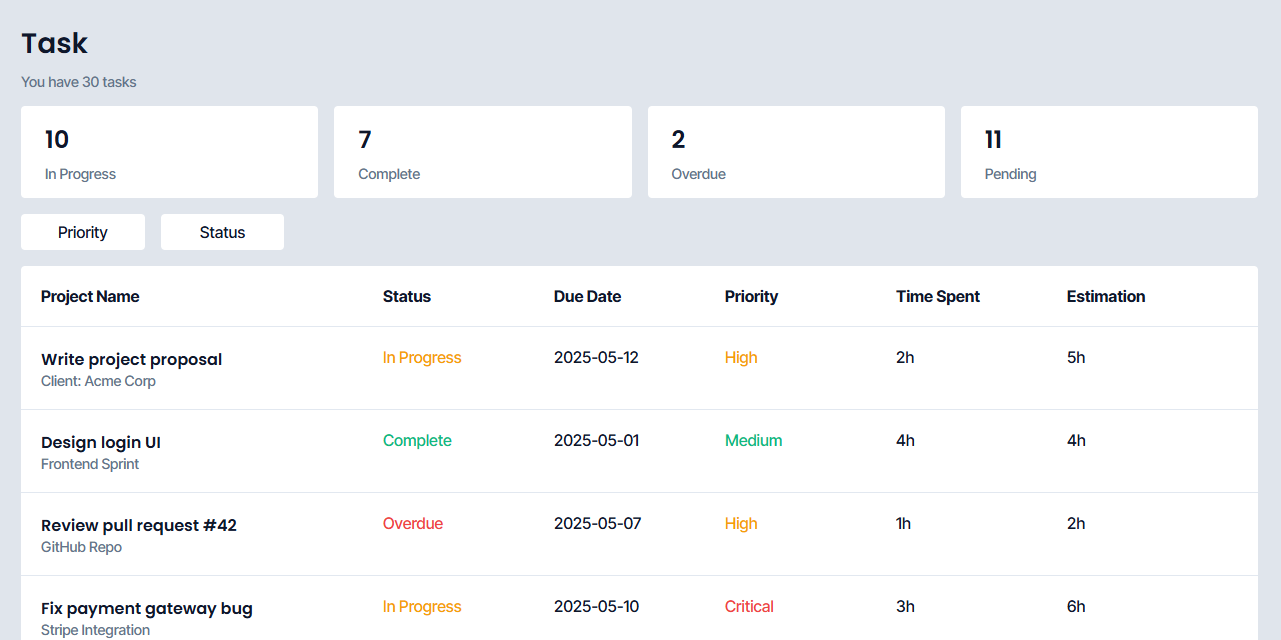 Task
You have 30 tasks
10 7 2 11
In Progress Complete Overdue Pending
Priority Status
Project Name Status Due Date Priority Time Spent Estimation
Write project proposal In Progress 2025-05-12 High 2h 5h
Client: Acme Corp
Design login UI Complete 2025-05-01 Medium 4h 4h
Frontend Sprint
Review pull request #42 Overdue 2025-05-07 High 1h 2h
GitHub Repo
Fix payment gateway bug In Progress 2025-05-10 Critical 3h 6h
Stripe Integration